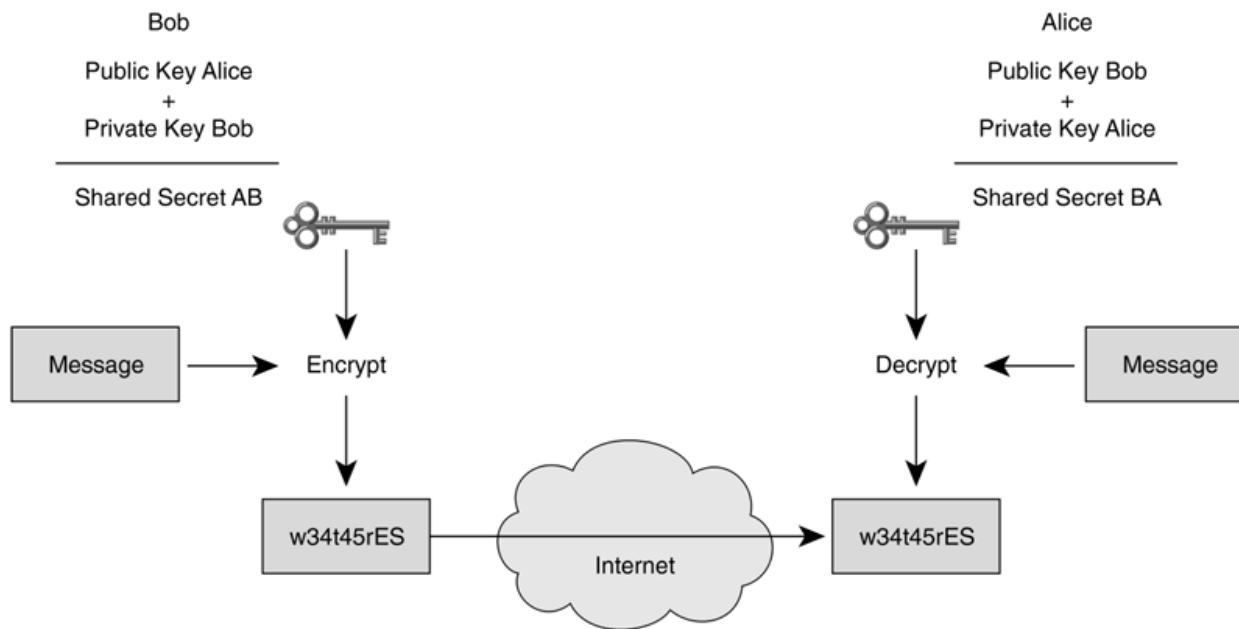 Bob
Public Key Alice
+
Private Key Bob
Shared Secret AB
Alice
Public Key Bob
+
Private Key Alice
Shared Secret BA
Message
Encrypt
Decrypt
Message
w34t45rES
Internet
w34t45rES